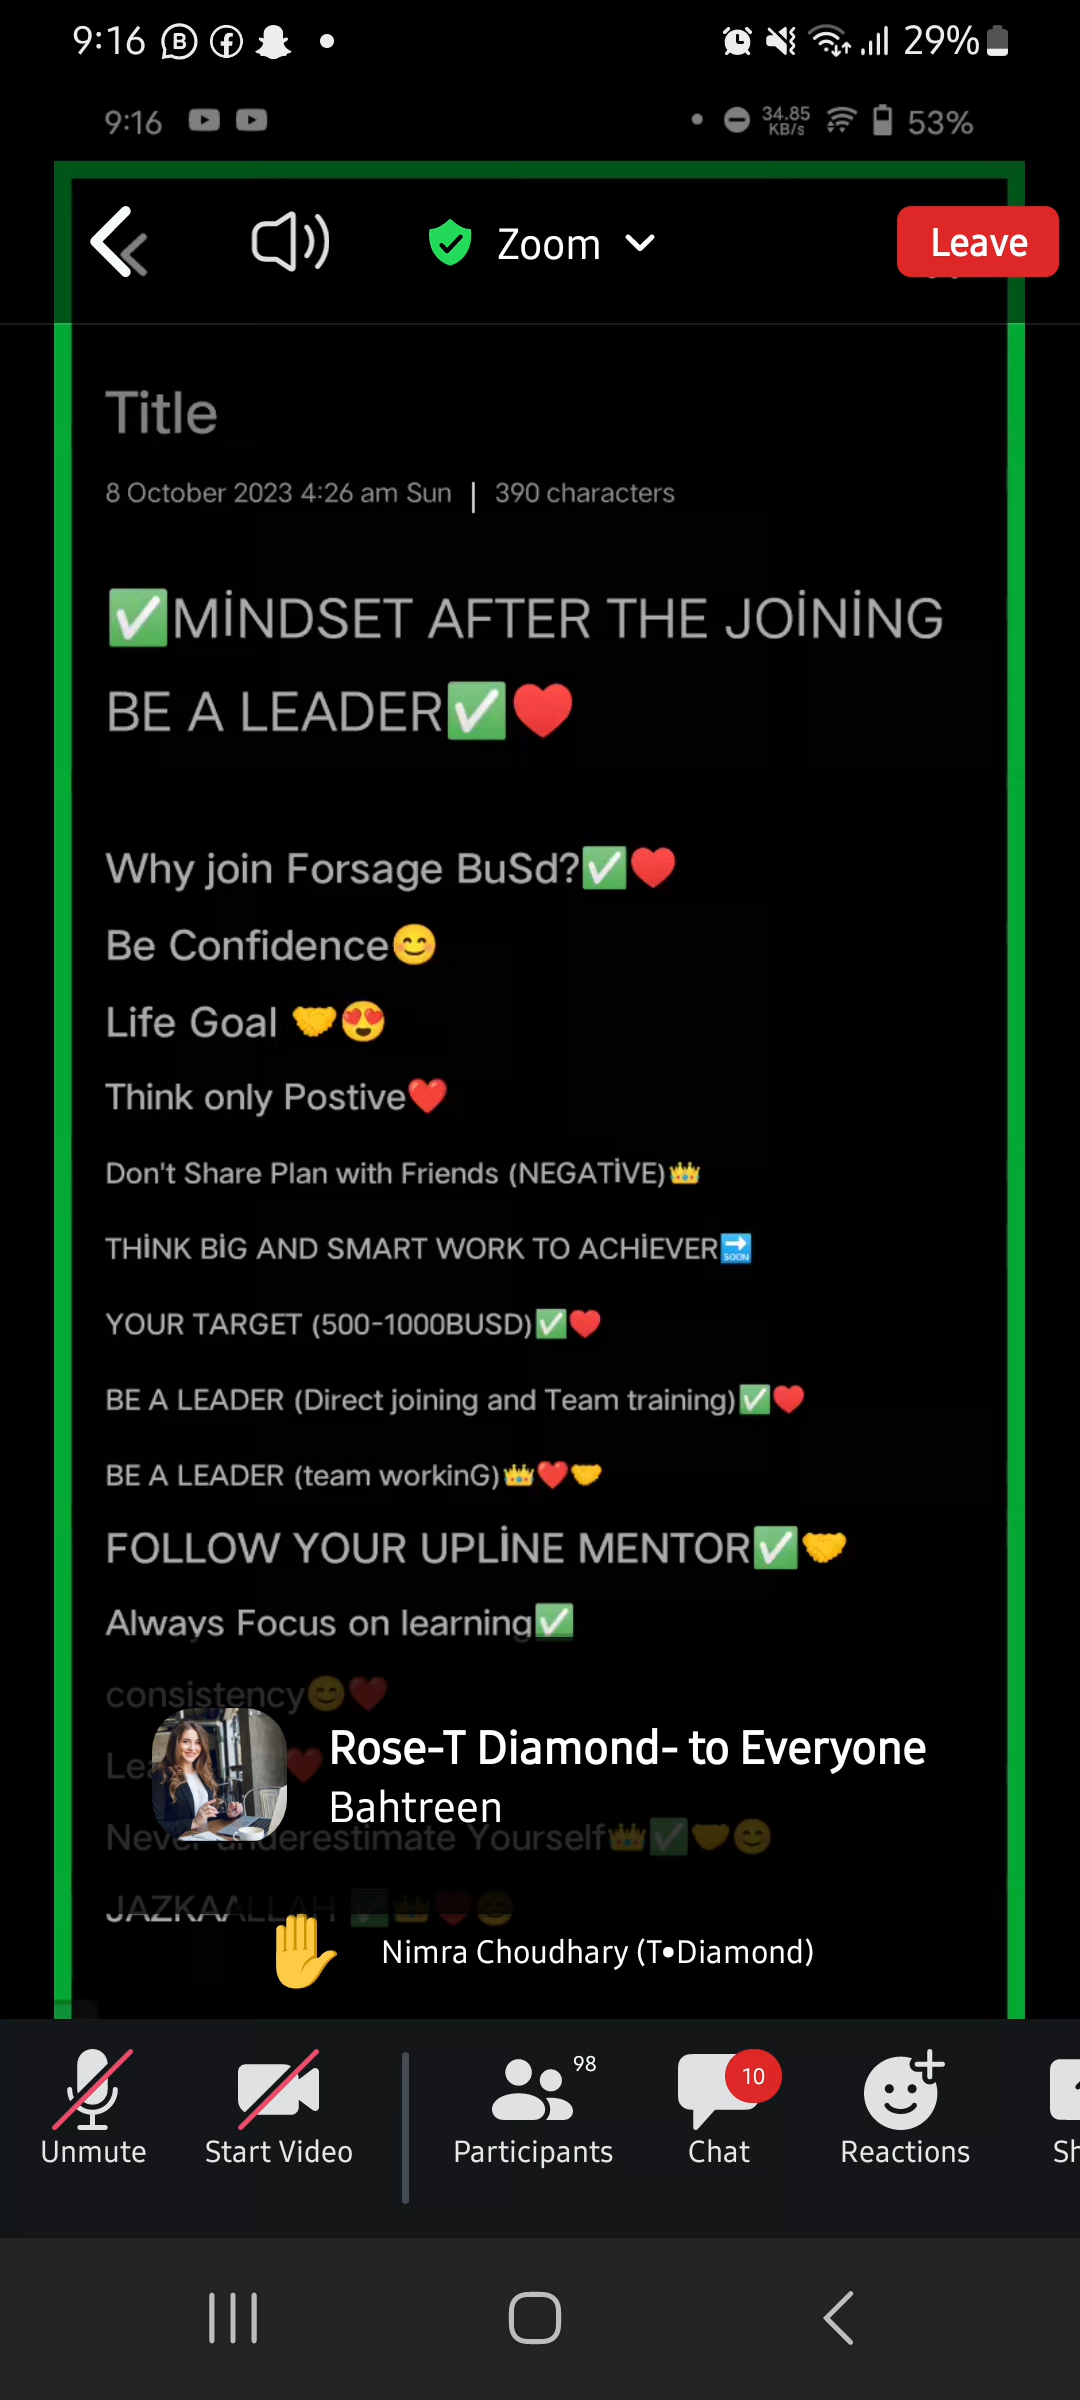 9:16 29%
9:16 34.85 KB/s 53%
Zoom Leave
Title
8 October 2023 4:26 am Sun | 390 characters
✅MİNDSET AFTER THE JOİNİNG
BE A LEADER✅♥️
Why join Forsage BuSd?✅♥️
Be Confidence😊
Life Goal 🤝😍
Think only Postive❤️
Don't Share Plan with Friends (NEGATİVE)👑
THİNK BİG AND SMART WORK TO ACHİEVER🔜
YOUR TARGET (500-1000BUSD)✅♥️
BE A LEADER (Direct joining and Team training)✅♥️
BE A LEADER (team workinG)👑❤️🤝
FOLLOW YOUR UPLİNE MENTOR✅🤝
Always Focus on learning✅
consistency😊❤️
Rose-T Diamond- to Everyone
Bahtreen
Never underestimate Yourself👑✅🤝😊
JAZKAALLAH ✅👑❤️😊
Nimra Choudhary (T•Diamond)
98
10
Unmute Start Video Participants Chat Reactions